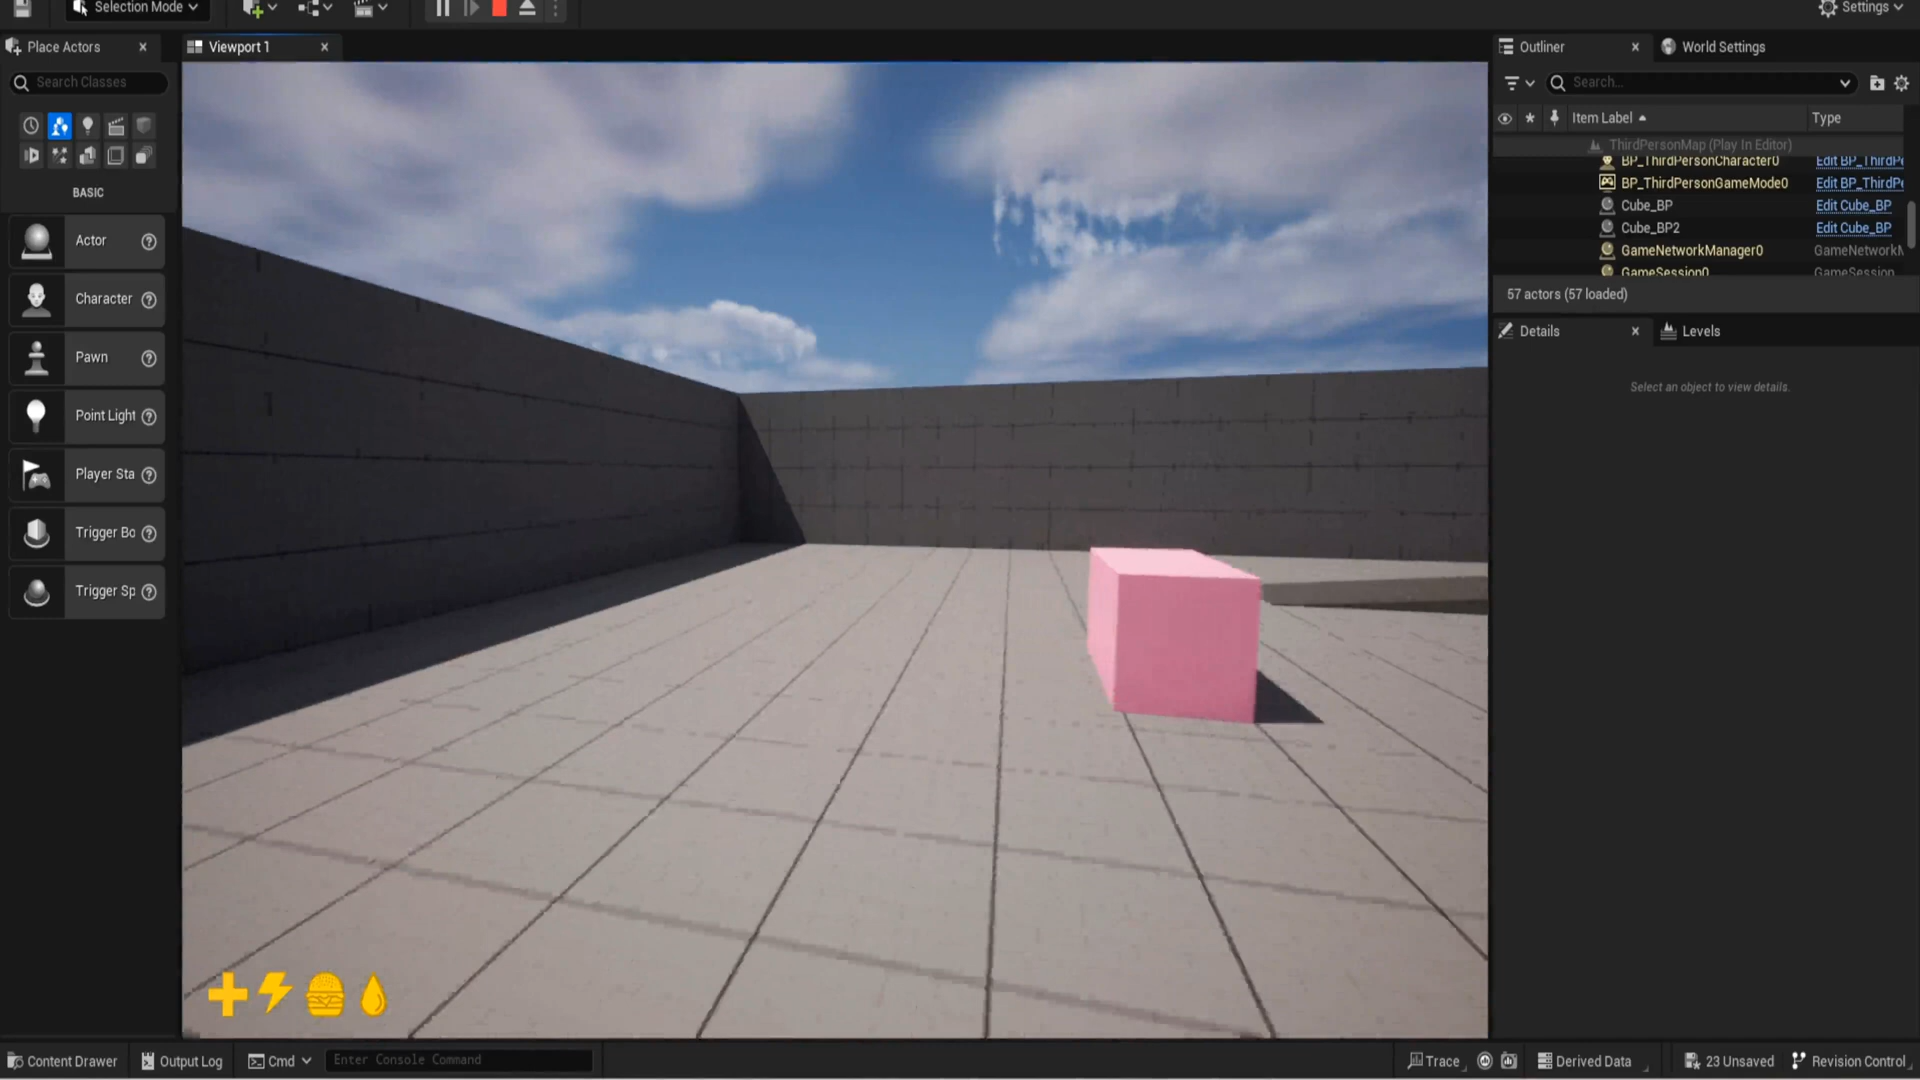 Selection Mode
Settings
Place Actors
Viewport 1
Outliner
World Settings
Search Classes
Search...
Item Label
Type
ThirdPersonMap (Play In Editor)
BP_ThirdPersonCharacter0
Edit BP_ThirdPe
BP_ThirdPersonGameMode0
Edit BP_ThirdPe
Cube_BP
Edit Cube_BP
Cube_BP2
Edit Cube_BP
GameNetworkManager0
GameNetworkM
GameSession0
GameSession
57 actors (57 loaded)
BASIC
Actor
Character
Pawn
Point Light
Player Sta
Trigger Bo
Trigger Sp
Details
Levels
Select an object to view details.
Content Drawer
Output Log
Cmd
Enter Console Command
Trace
Derived Data
23 Unsaved
Revision Control